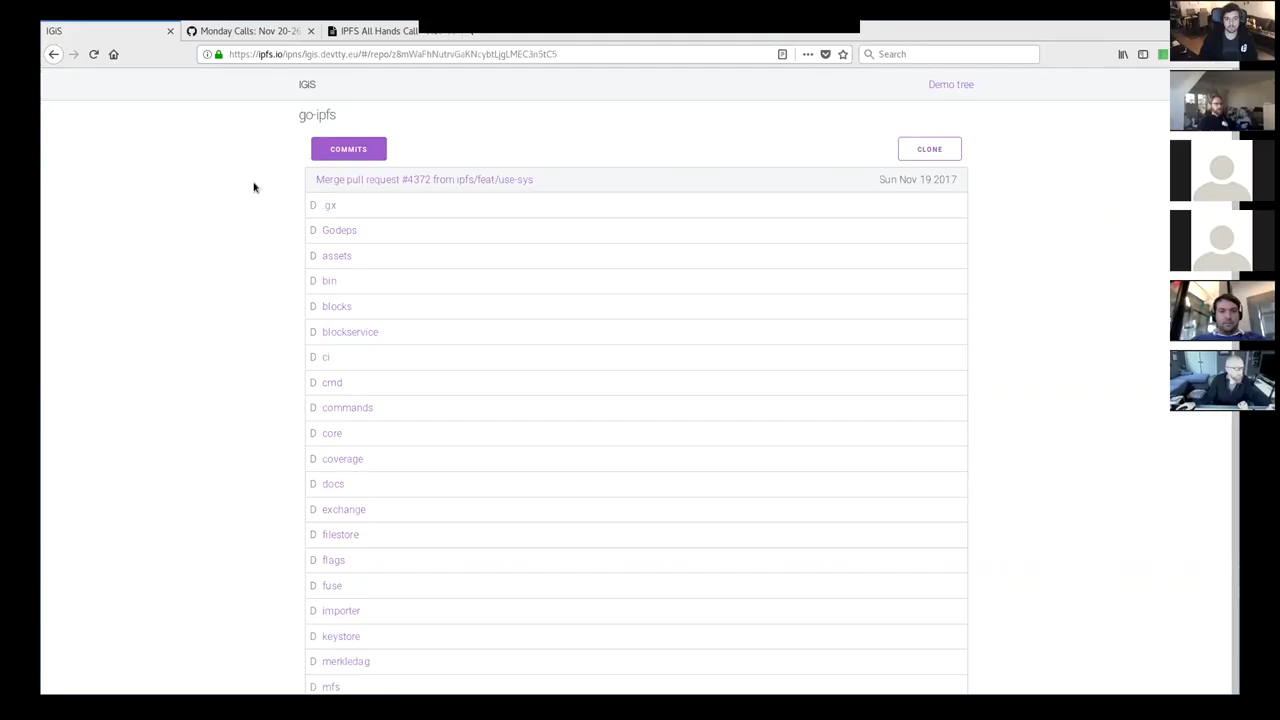 IGiS
Monday Calls: Nov 20-26
IPFS All Hands Call
https://ipfs.io/ipns/igis.devtty.eu/#/repo/z8mWaFhNutrvGaKNcybtLjgLMEC3n5tC5
Search
IGiS
Demo tree
go-ipfs
COMMITS
CLONE
Merge pull request #4372 from ipfs/feat/use-sys
Sun Nov 19 2017
D .gx
D Godeps
D assets
D bin
D blocks
D blockservice
D ci
D cmd
D commands
D core
D coverage
D docs
D exchange
D filestore
D flags
D fuse
D importer
D keystore
D merkledag
D mfs